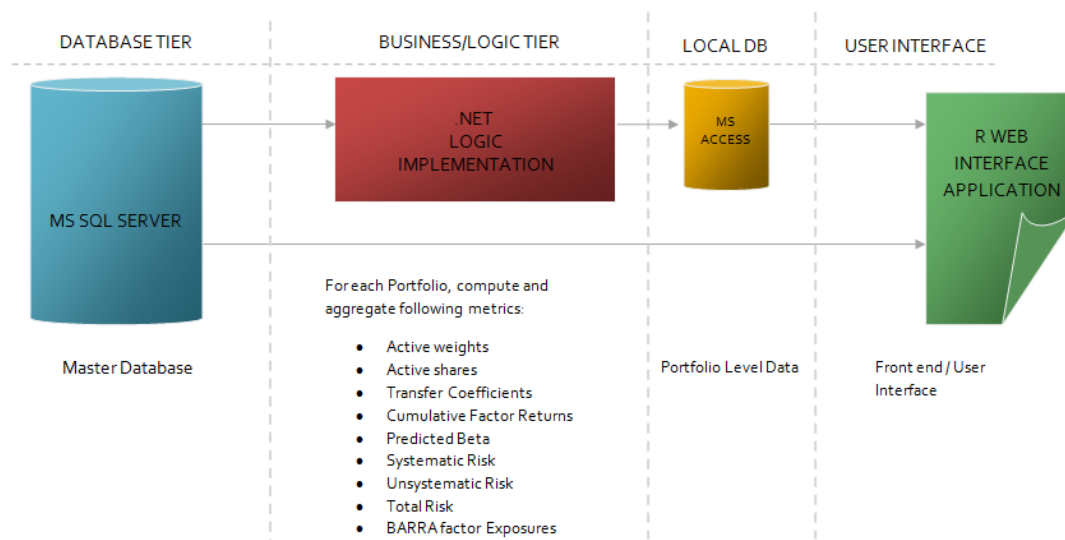 DATABASE TIER
BUSINESS/LOGIC TIER
LOCAL DB
USER INTERFACE
MS SQL SERVER
.NET
LOGIC
IMPLEMENTATION
MS
ACCESS
R WEB
INTERFACE
APPLICATION
Master Database
For each Portfolio, compute and
aggregate following metrics:
• Active weights
• Active shares
• Transfer Coefficients
• Cumulative Factor Returns
• Predicted Beta
• Systematic Risk
• Unsystematic Risk
• Total Risk
• BARRA factor Exposures
Portfolio Level Data
Front end / User
Interface